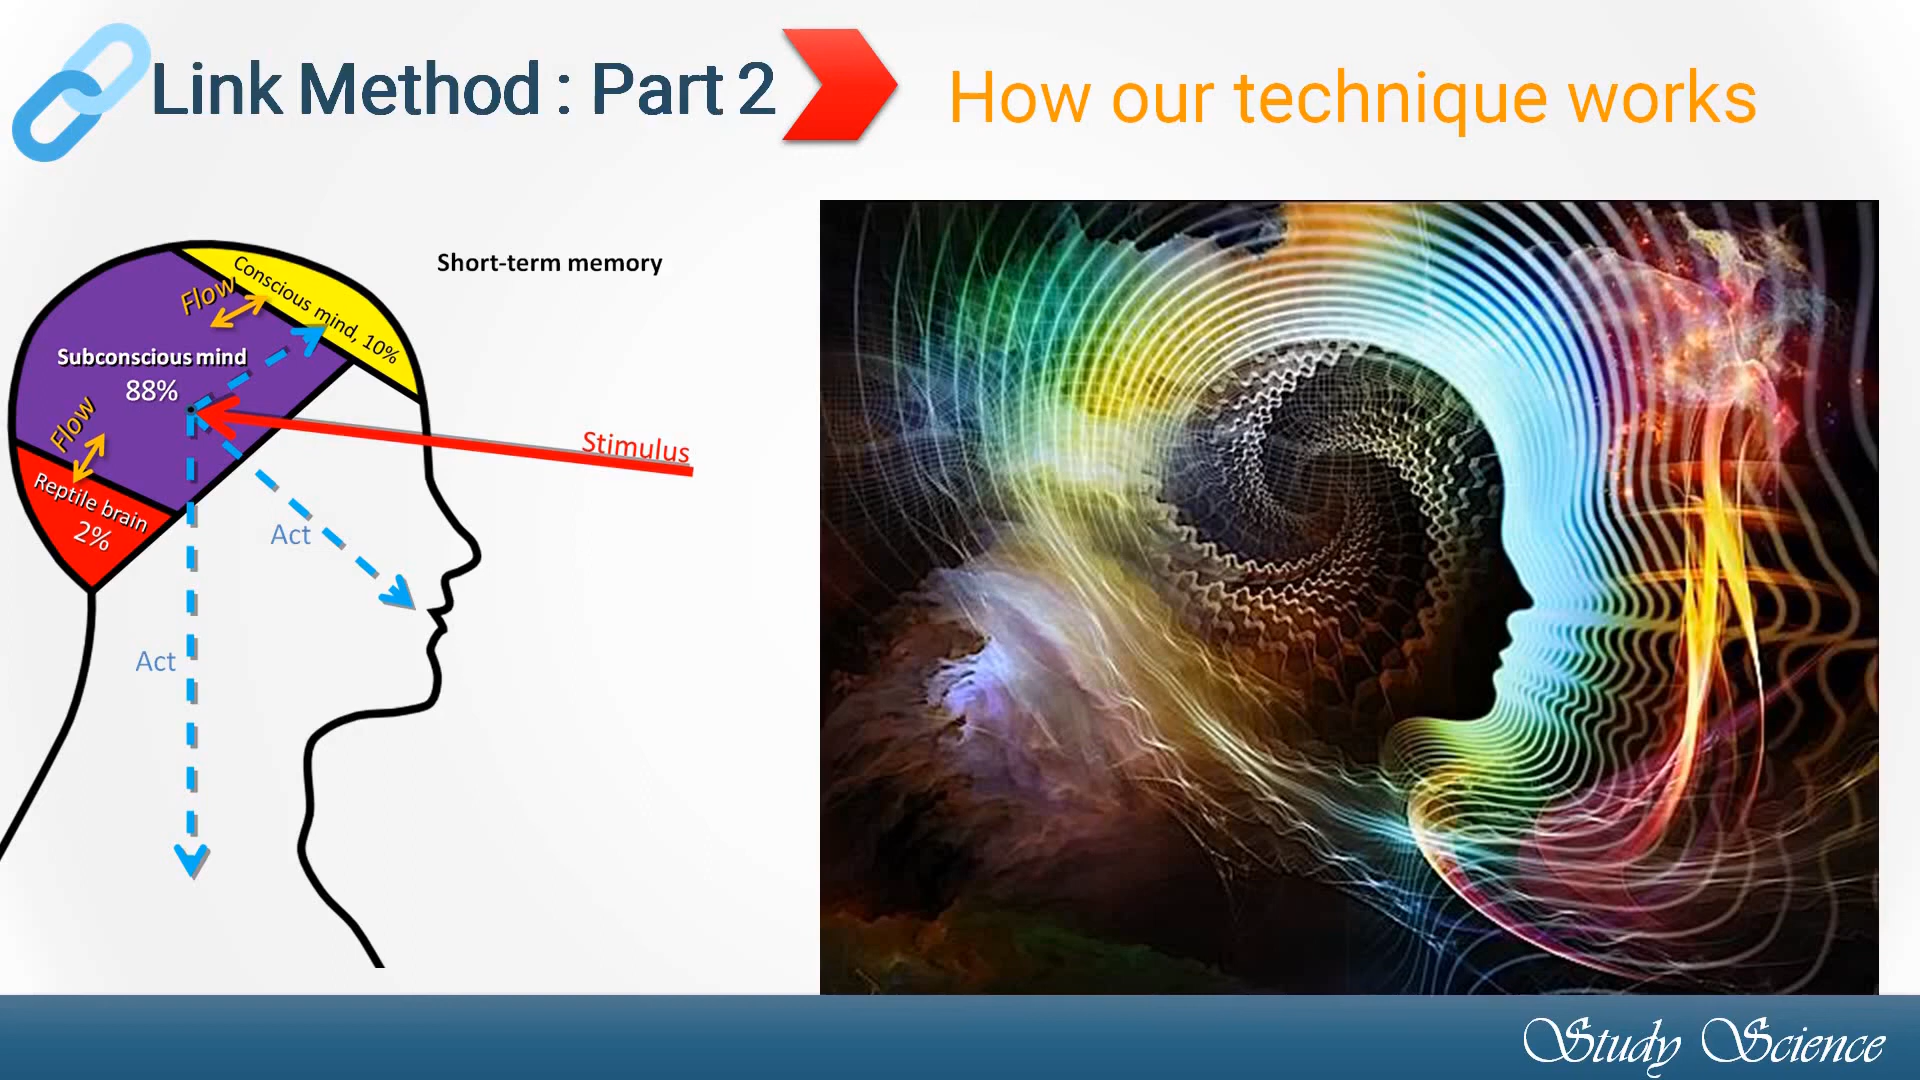 Link Method : Part 2
How our technique works
Short-term memory
Conscious mind, 10%
Flow
Subconscious mind
88%
Flow
Stimulus
Reptile brain
2%
Act
Act
Study Science